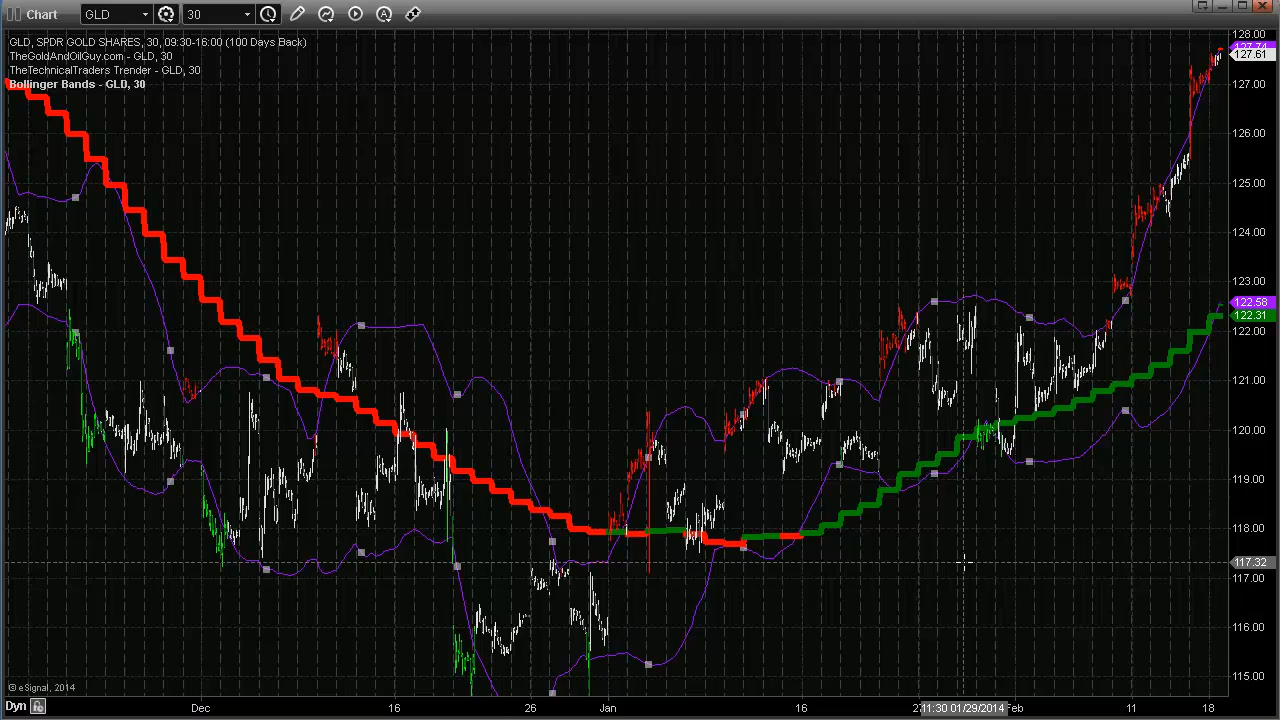 Chart GLD 30
GLD, SPDR GOLD SHARES, 30, 09:30-16:00 (100 Days Back)
TheGoldAndOilGuy.com - GLD, 30
TheTechnicalTraders Trender - GLD, 30
Bollinger Bands - GLD, 30
128.00
127.74
127.61
127.00
126.00
125.00
124.00
123.00
122.58
122.31
122.00
121.00
120.00
119.00
118.00
117.32
117.00
116.00
115.00
© eSignal, 2014
Dyn Dec 16 26 Jan 16 11:30 01/29/2014 Feb 11 18